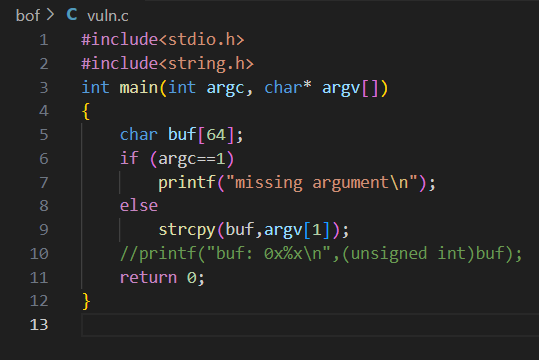 bof > C vuln.c
1 #include<stdio.h>
2 #include<string.h>
3 int main(int argc, char* argv[])
4 {
5     char buf[64];
6     if (argc==1)
7         printf("missing argument\n");
8     else
9         strcpy(buf,argv[1]);
10     //printf("buf: 0x%x\n",(unsigned int)buf);
11     return 0;
12 }
13